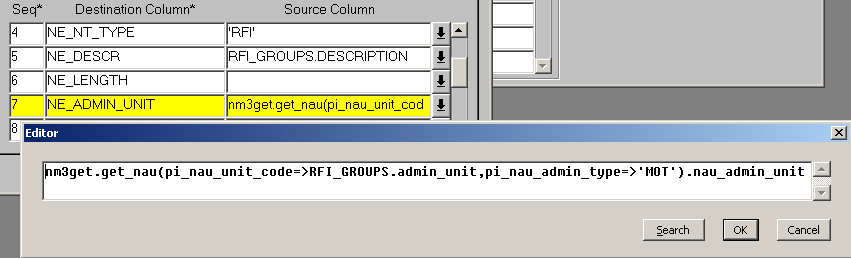 Seq* Destination Column* Source Column
4 NE_NT_TYPE 'RFI'
5 NE_DESCR RFI_GROUPS.DESCRIPTION
6 NE_LENGTH
7 NE_ADMIN_UNIT nm3get.get_nau(pi_nau_unit_cod
8
Editor
nm3get.get_nau(pi_nau_unit_code=>RFI_GROUPS.admin_unit,pi_nau_admin_type=>'MOT').nau_admin_unit
Search OK Cancel